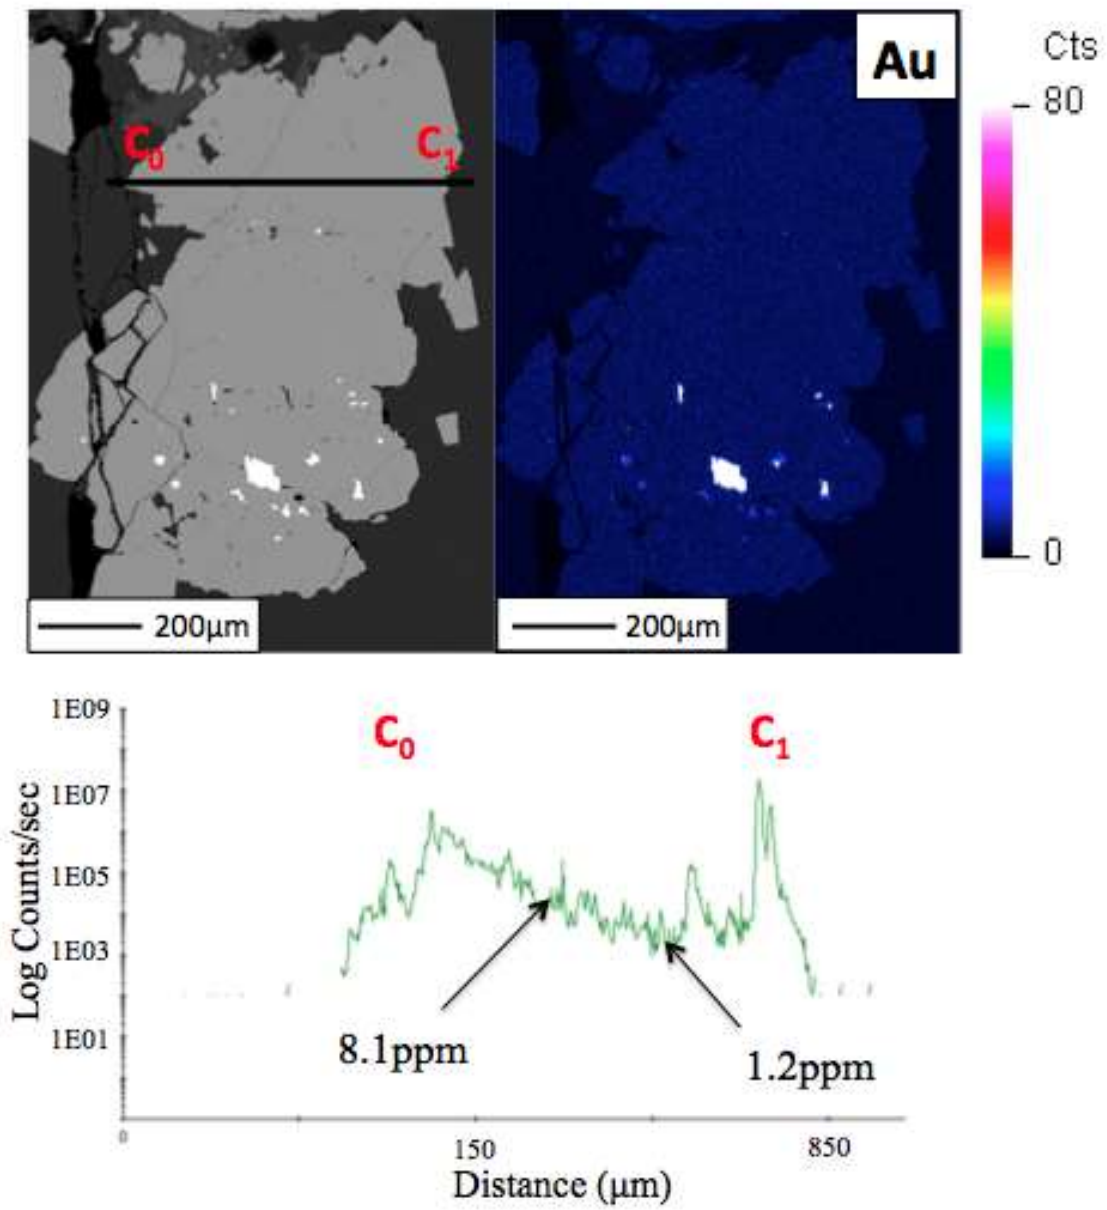 Au
Cts
80
0
C0
C1
200μm
200μm
1E09
1E07
1E05
1E03
1E01
Log Counts/sec
C0
C1
8.1ppm
1.2ppm
0
150
850
Distance (μm)